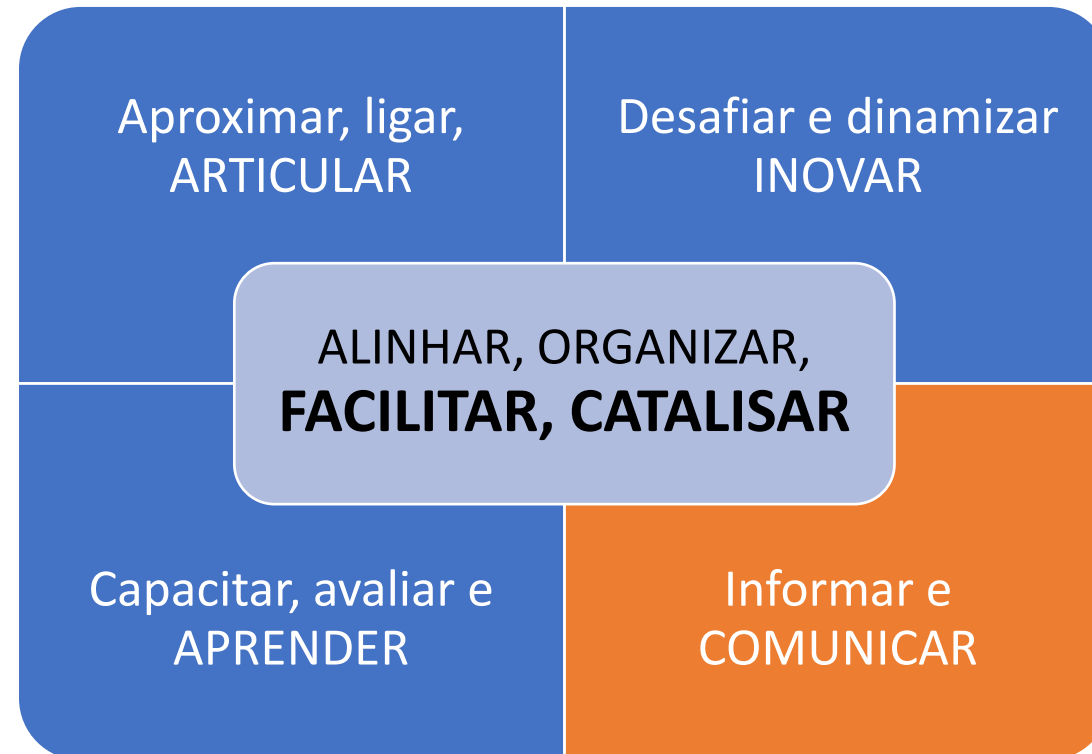 Aproximar, ligar,
ARTICULAR
Desafiar e dinamizar
INOVAR
ALINHAR, ORGANIZAR,
FACILITAR, CATALISAR
Capacitar, avaliar e
APRENDER
Informar e
COMUNICAR